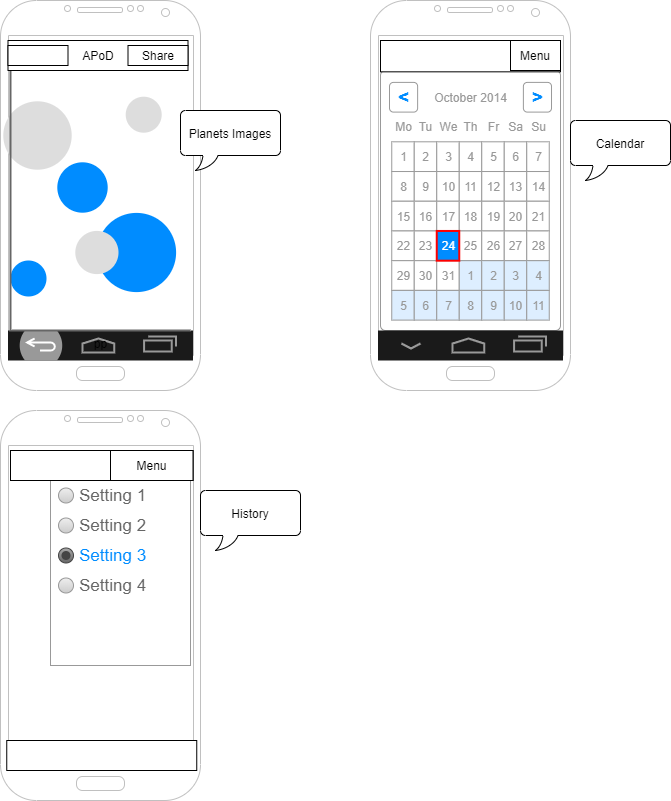 APoD Share
Planets Images
Menu
< October 2014 >
Mo Tu We Th Fr Sa Su
1 2 3 4 5 6 7
8 9 10 11 12 13 14
15 16 17 18 19 20 21
22 23 24 25 26 27 28
29 30 31 1 2 3 4
5 6 7 8 9 10 11
Calendar
Menu
Setting 1
Setting 2
Setting 3
Setting 4
History